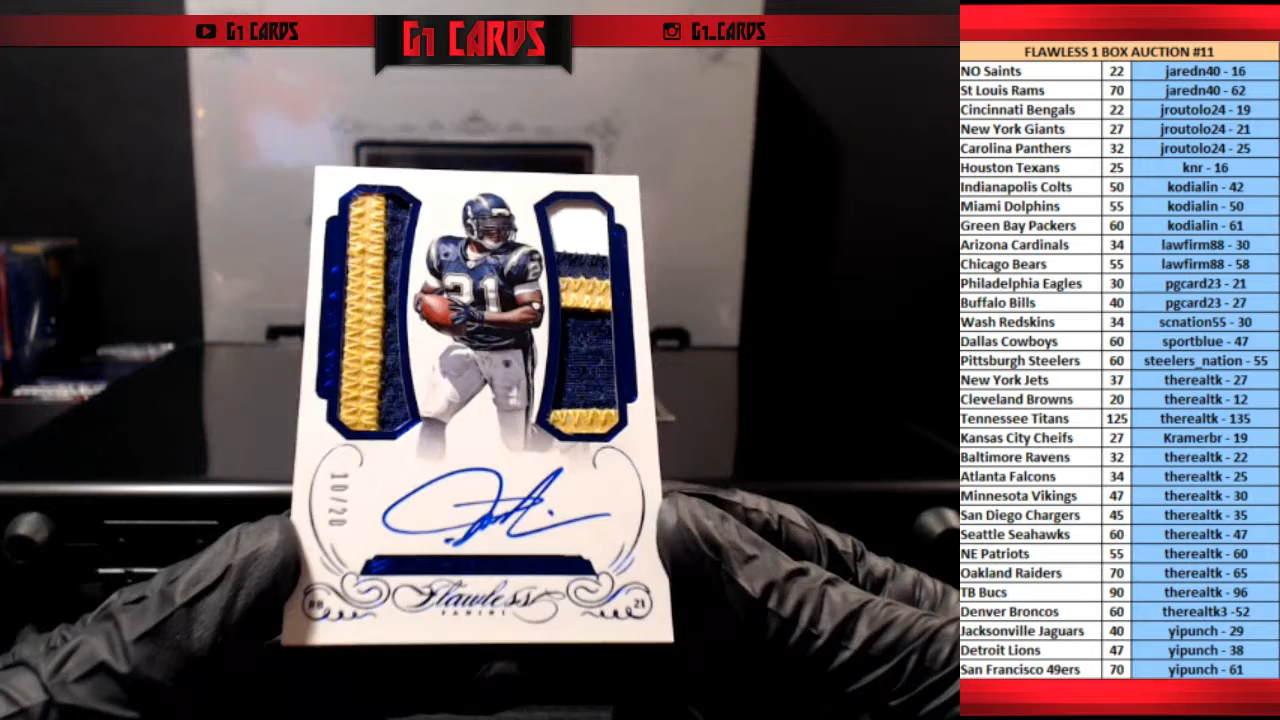 G1 CARDS
G1 CARDS
G1_CARDS
21
2
10/20
Flawless
PANINI
RB
21
FLAWLESS 1 BOX AUCTION #11
NO Saints 22 jaredn40 - 16
St Louis Rams 70 jaredn40 - 62
Cincinnati Bengals 22 jroutolo24 - 19
New York Giants 27 jroutolo24 - 21
Carolina Panthers 32 jroutolo24 - 25
Houston Texans 25 knr - 16
Indianapolis Colts 50 kodialin - 42
Miami Dolphins 55 kodialin - 50
Green Bay Packers 60 kodialin - 61
Arizona Cardinals 34 lawfirm88 - 30
Chicago Bears 55 lawfirm88 - 58
Philadelphia Eagles 30 pgcard23 - 21
Buffalo Bills 40 pgcard23 - 27
Wash Redskins 34 scnation55 - 30
Dallas Cowboys 60 sportblue - 47
Pittsburgh Steelers 60 steelers_nation - 55
New York Jets 37 therealtk - 27
Cleveland Browns 20 therealtk - 12
Tennessee Titans 125 therealtk - 135
Kansas City Cheifs 27 Kramerbr - 19
Baltimore Ravens 32 therealtk - 22
Atlanta Falcons 34 therealtk - 25
Minnesota Vikings 47 therealtk - 30
San Diego Chargers 45 therealtk - 35
Seattle Seahawks 60 therealtk - 47
NE Patriots 55 therealtk - 60
Oakland Raiders 70 therealtk - 65
TB Bucs 90 therealtk - 96
Denver Broncos 60 therealtk3 -52
Jacksonville Jaguars 40 yipunch - 29
Detroit Lions 47 yipunch - 38
San Francisco 49ers 70 yipunch - 61